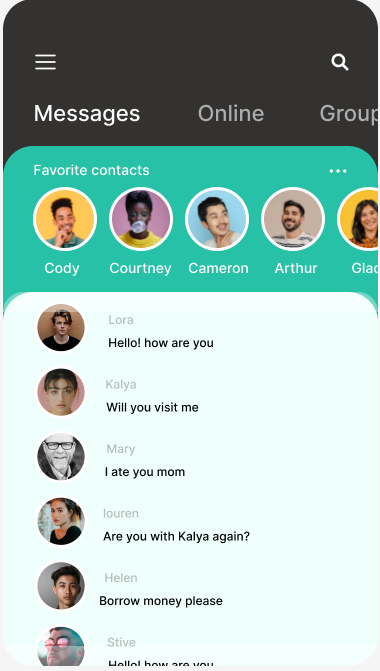 Messages Online Group
Favorite contacts
Cody Courtney Cameron Arthur Glad
Lora
Hello! how are you
Kalya
Will you visit me
Mary
I ate you mom
louren
Are you with Kalya again?
Helen
Borrow money please
Stive
Hello! how are you